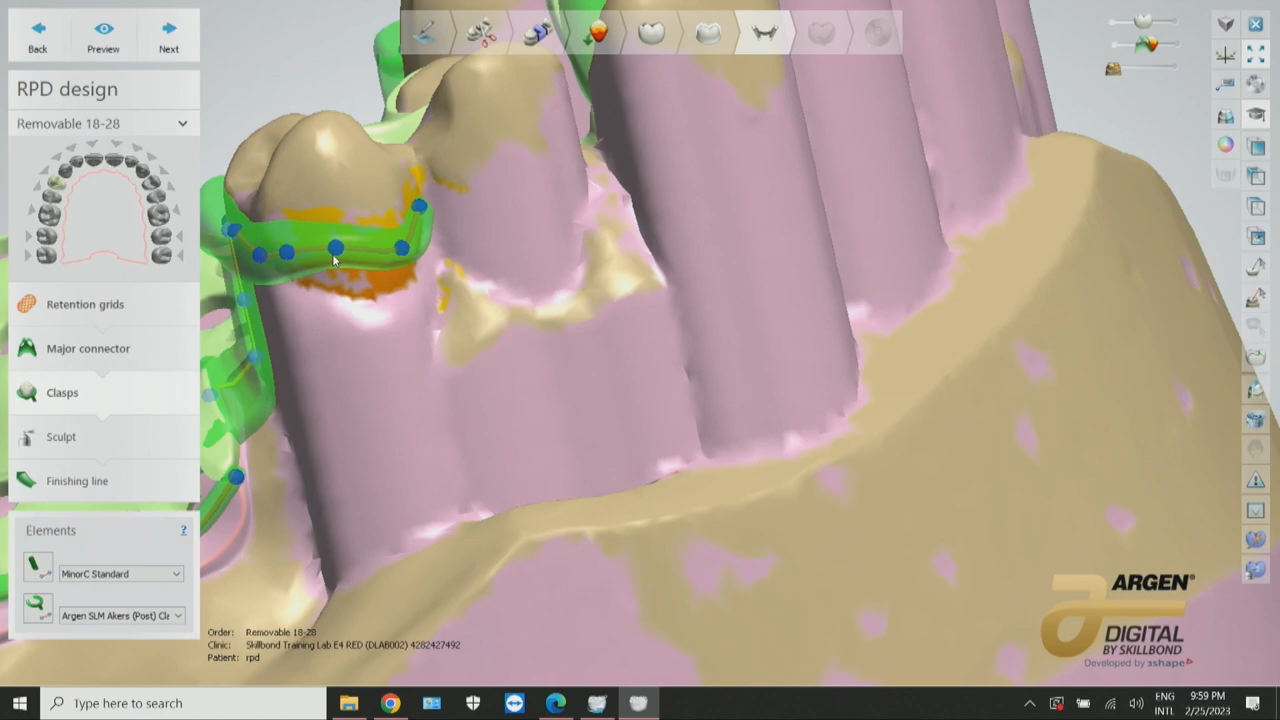 Back
Preview
Next
RPD design
Removable 18-28
Retention grids
Major connector
Clasps
Sculpt
Finishing line
Elements
?
MinorC Standard
Argen SLM Akers (Post) Cla
Order: Removable 18-28
Clinic: Skillbond Training Lab E4 RED (DLAB002) 4282427492
Patient: rpd
ARGEN®
DIGITAL
BY SKILLBOND
Developed by 3shape
Type here to search
ENG
INTL
9:59 PM
2/25/2023